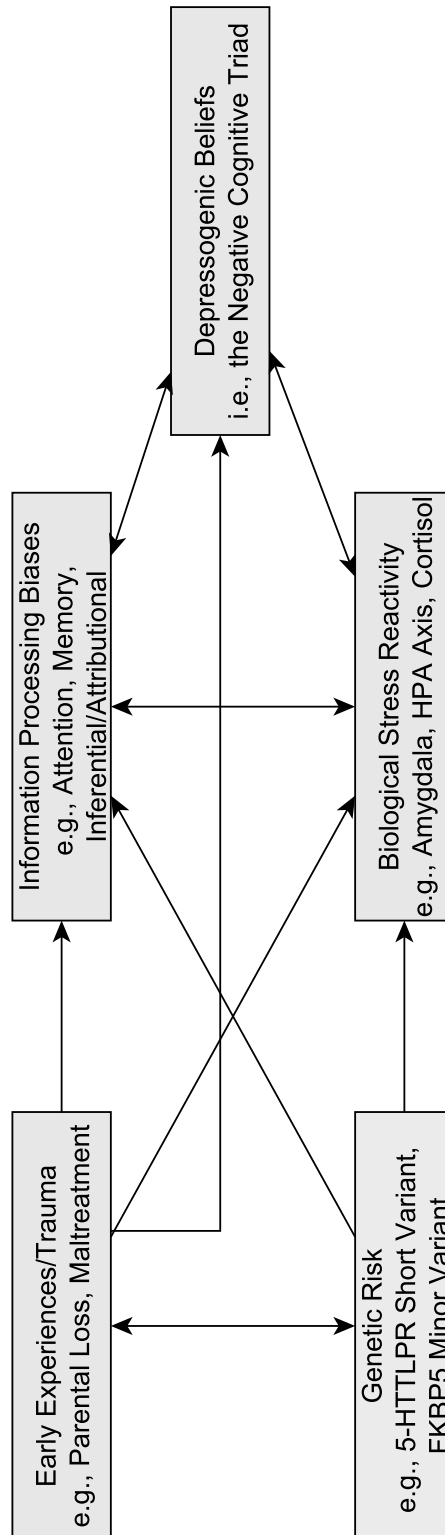 Early Experiences/Trauma
e.g., Parental Loss, Maltreatment
Information Processing Biases
e.g., Attention, Memory,
Inferential/Attributional
Depressogenic Beliefs
i.e., the Negative Cognitive Triad
Genetic Risk
e.g., 5-HTTLPR Short Variant,
FKBP5 Minor Variant
Biological Stress Reactivity
e.g., Amygdala, HPA Axis, Cortisol